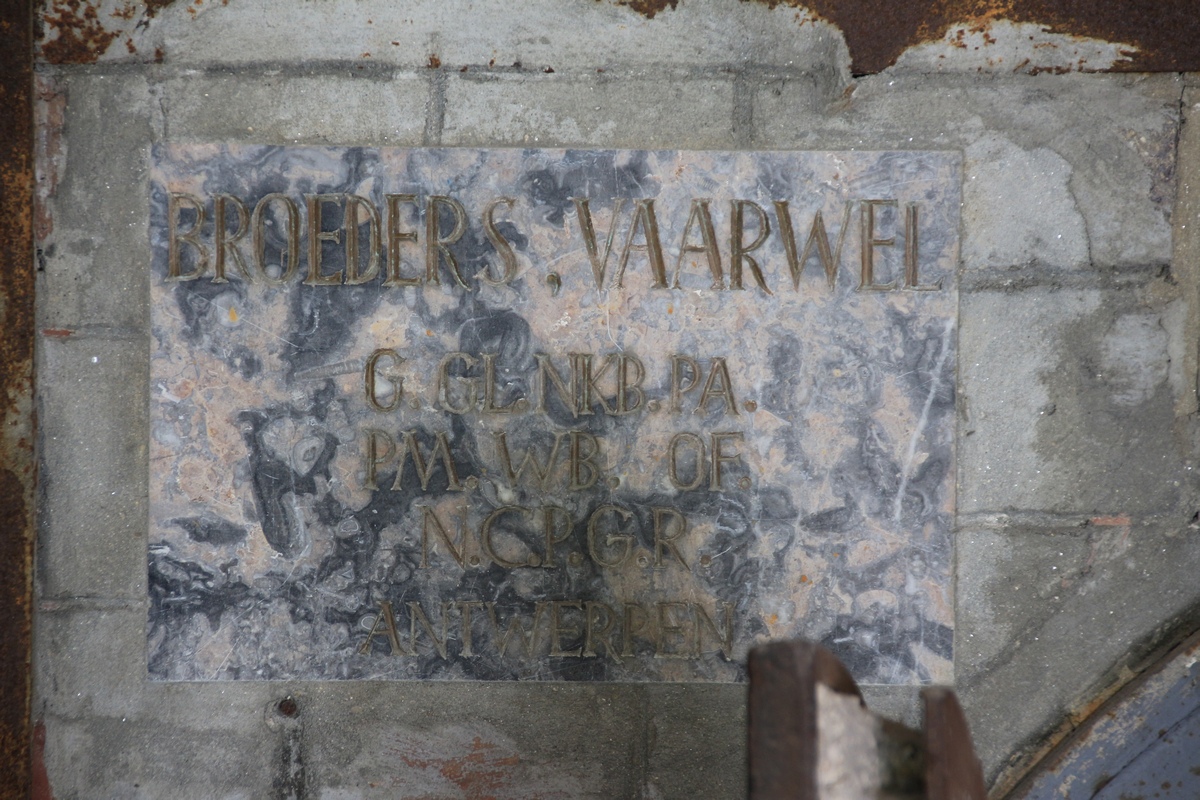 BROEDERS, VAARWEL
G. GL. NKB. PA.
PM. WB. OF.
N.C.P.G.R.
ANTWERPEN